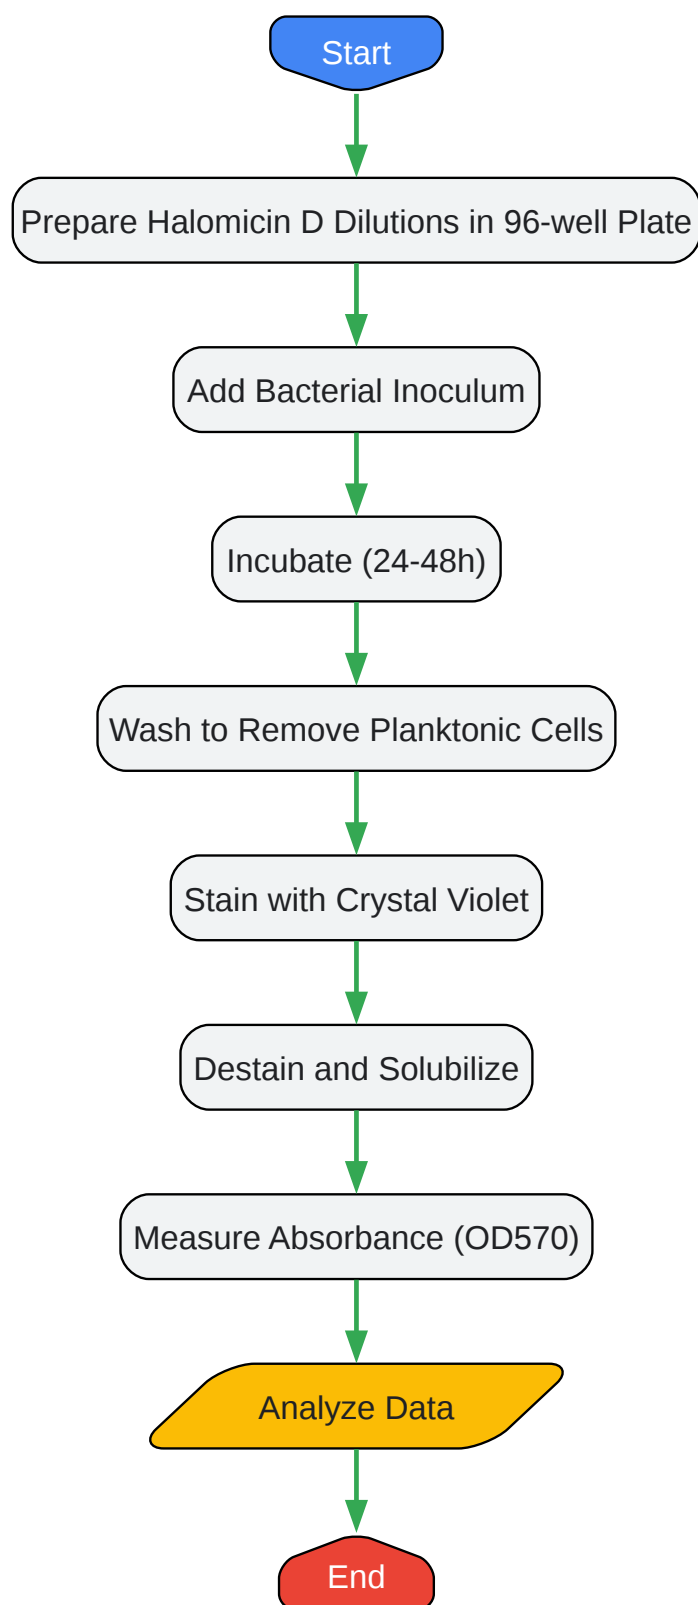 Start
Prepare Halomicin D Dilutions in 96-well Plate
Add Bacterial Inoculum
Incubate (24-48h)
Wash to Remove Planktonic Cells
Stain with Crystal Violet
Destain and Solubilize
Measure Absorbance (OD570)
Analyze Data
End